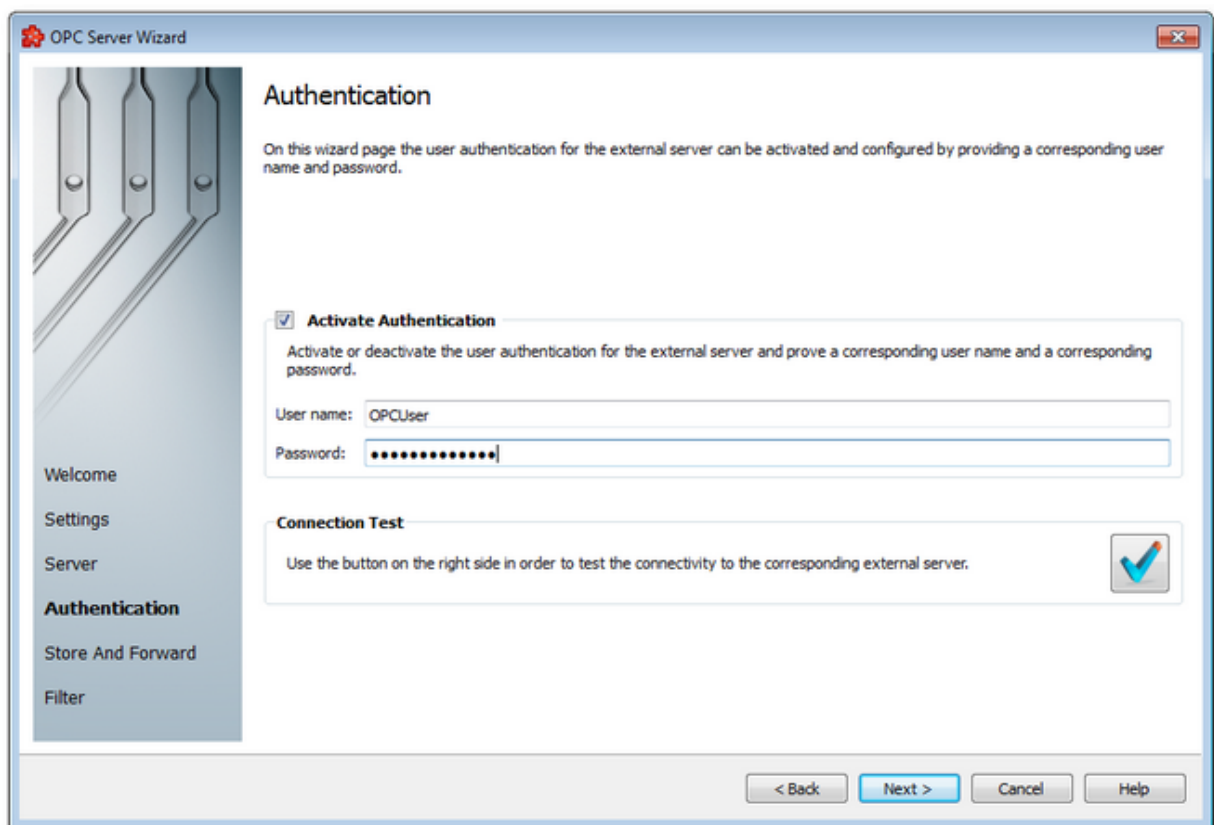 OPC Server Wizard
Authentication
On this wizard page the user authentication for the external server can be activated and configured by providing a corresponding user
name and password.
Activate Authentication
Activate or deactivate the user authentication for the external server and prove a corresponding user name and a corresponding
password.
User name: OPCUser
Password: •••••••••••••
Connection Test
Use the button on the right side in order to test the connectivity to the corresponding external server.
Welcome
Settings
Server
Authentication
Store And Forward
Filter
< Back Next > Cancel Help